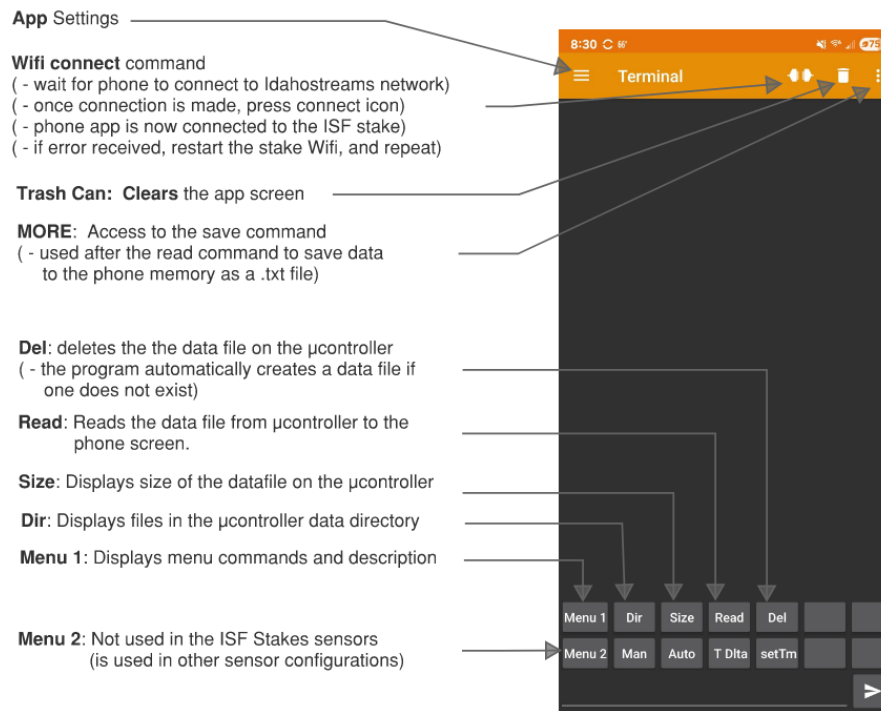 App Settings
Wifi connect command
( - wait for phone to connect to Idahostreams network)
( - once connection is made, press connect icon)
( - phone app is now connected to the ISF stake)
( - if error received, restart the stake Wifi, and repeat)
Trash Can:  Clears the app screen
MORE:  Access to the save command
( - used after the read command to save data
to the phone memory as a .txt file)
Del: deletes the the data file on the µcontroller
( - the program automatically creates a data file if
one does not exist)
Read: Reads the data file from µcontroller to the
phone screen.
Size: Displays size of the datafile on the µcontroller
Dir: Displays files in the µcontroller data directory
Menu 1: Displays menu commands and description
Menu 2: Not used in the ISF Stakes sensors
(is used in other sensor configurations)
8:30 66° 75
Terminal
Menu 1 Dir Size Read Del
Menu 2 Man Auto T Dlta setTm